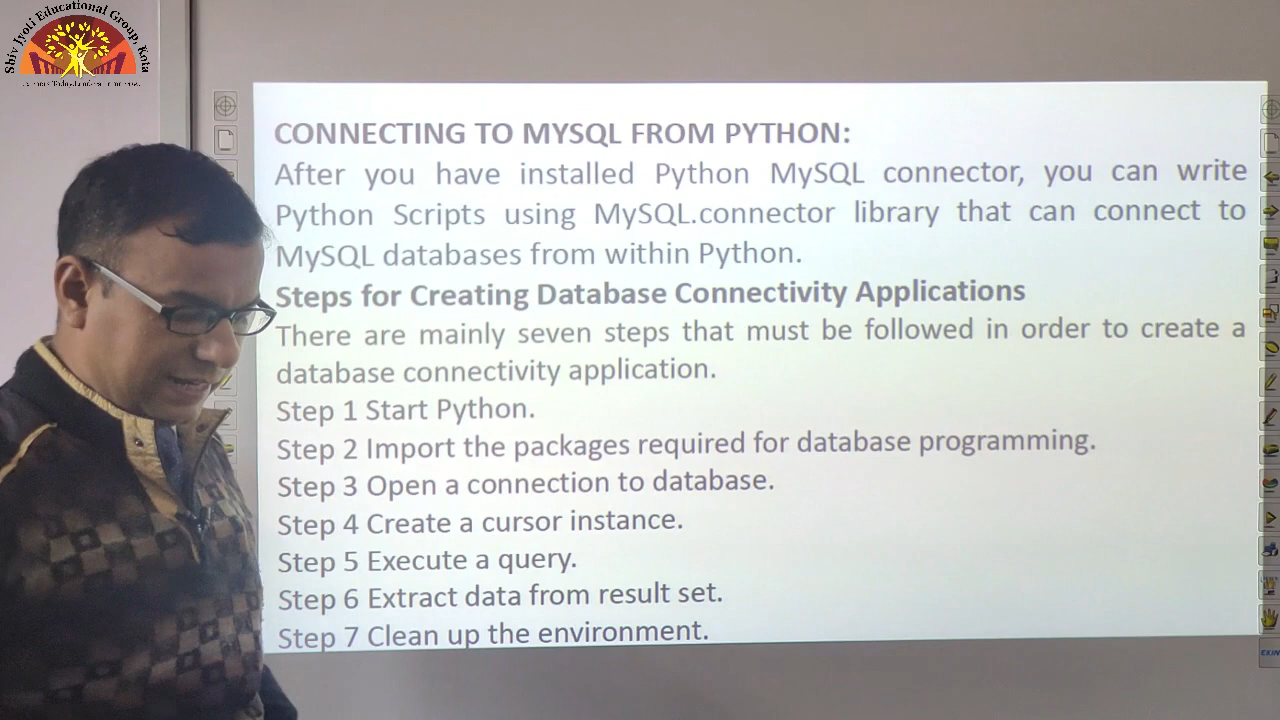 Shiv Jyoti Educational Group, Kota
CONNECTING TO MYSQL FROM PYTHON:
After you have installed Python MySQL connector, you can write
Python Scripts using MySQL.connector library that can connect to
MySQL databases from within Python.
Steps for Creating Database Connectivity Applications
There are mainly seven steps that must be followed in order to create a
database connectivity application.
Step 1 Start Python.
Step 2 Import the packages required for database programming.
Step 3 Open a connection to database.
Step 4 Create a cursor instance.
Step 5 Execute a query.
Step 6 Extract data from result set.
Step 7 Clean up the environment.